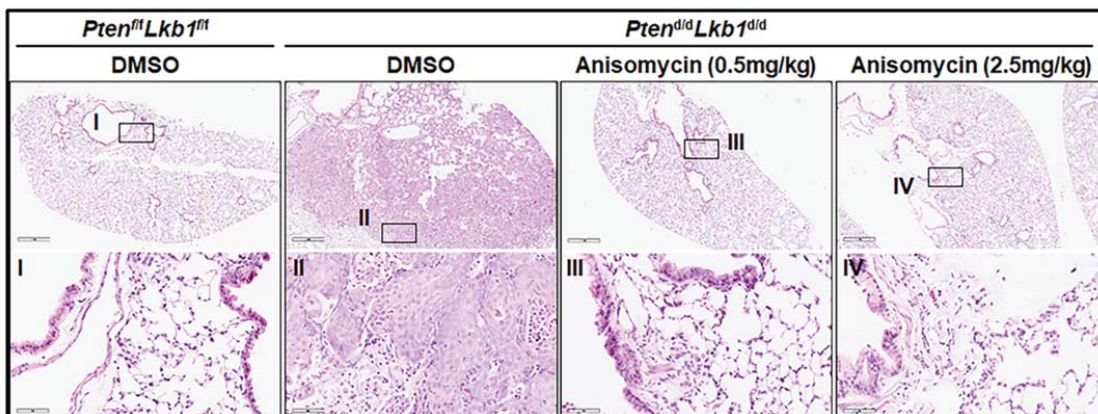 Pten^f/f Lkb1^f/f Pten^d/d Lkb1^d/d
DMSO DMSO Anisomycin (0.5mg/kg) Anisomycin (2.5mg/kg)
I II III IV
I II III IV